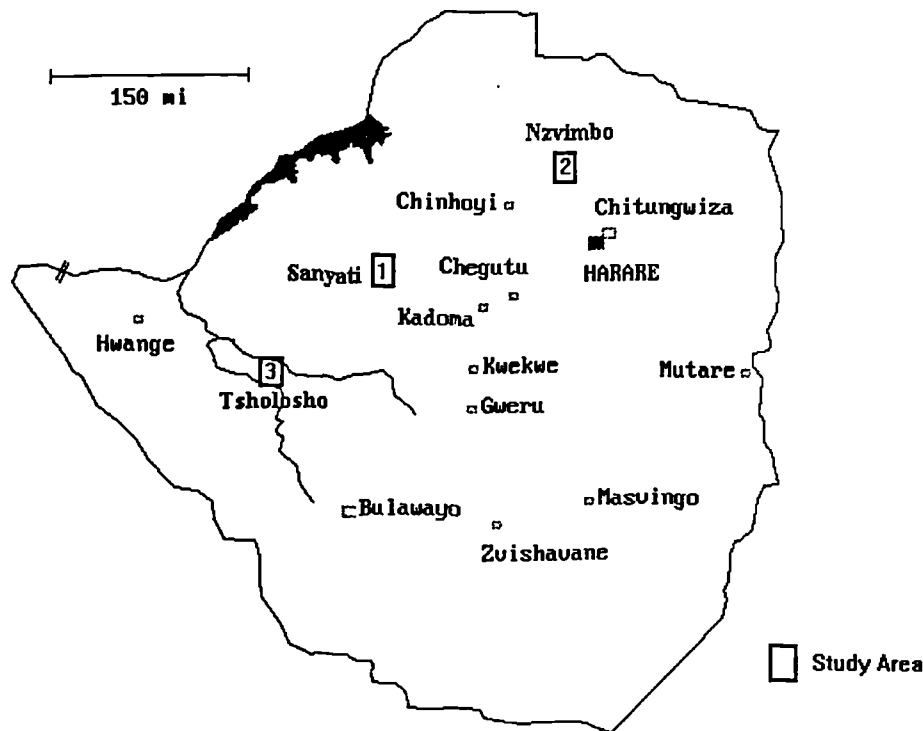 150 mi
Nzvimbo
2
Chinhoyi
Chitungwiza
HARARE
Sanyati 1
Chegutu
Kadoma
Hwange
3
Tsholosho
Kwekwe
Gweru
Mutare
Bulawayo
Masvingo
Zvishavane
Study Area